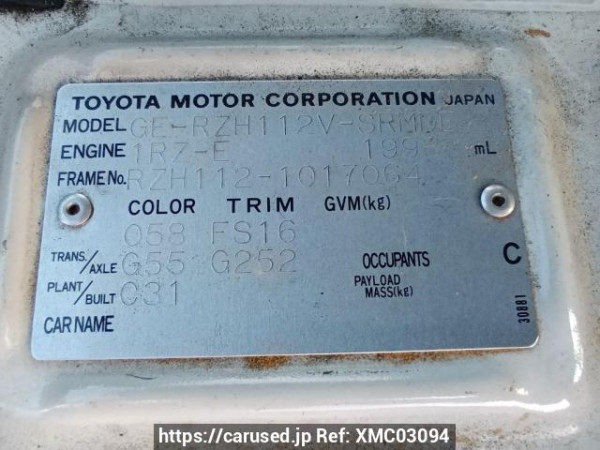 TOYOTA MOTOR CORPORATION JAPAN
MODEL GE-RZH112V-SRMDE
ENGINE 1RZ-E 199 mL
FRAME No. RZH112-1017064
COLOR TRIM GVM(kg)
058 FS16
TRANS./AXLE G55 G252 OCCUPANTS C
PLANT/BUILT C31 PAYLOAD MASS(kg)
CAR NAME
30881
https://carused.jp Ref: XMC03094